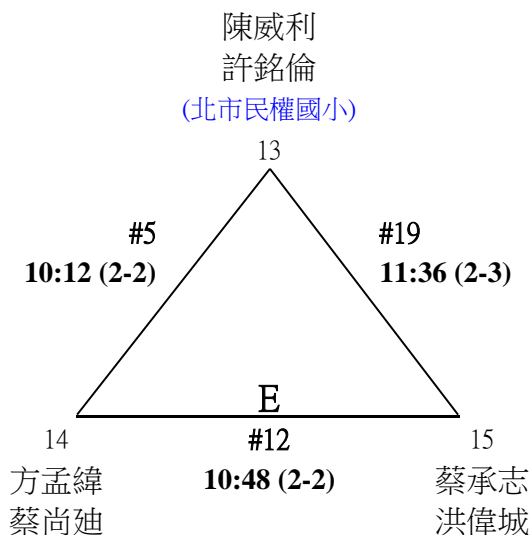 陳威利
許銘倫
(北市民權國小)
13
#5
10:12 (2-2)
#19
11:36 (2-3)
E
14
#12
15
方孟緯
蔡尚廸
10:48 (2-2)
蔡承志
洪偉城